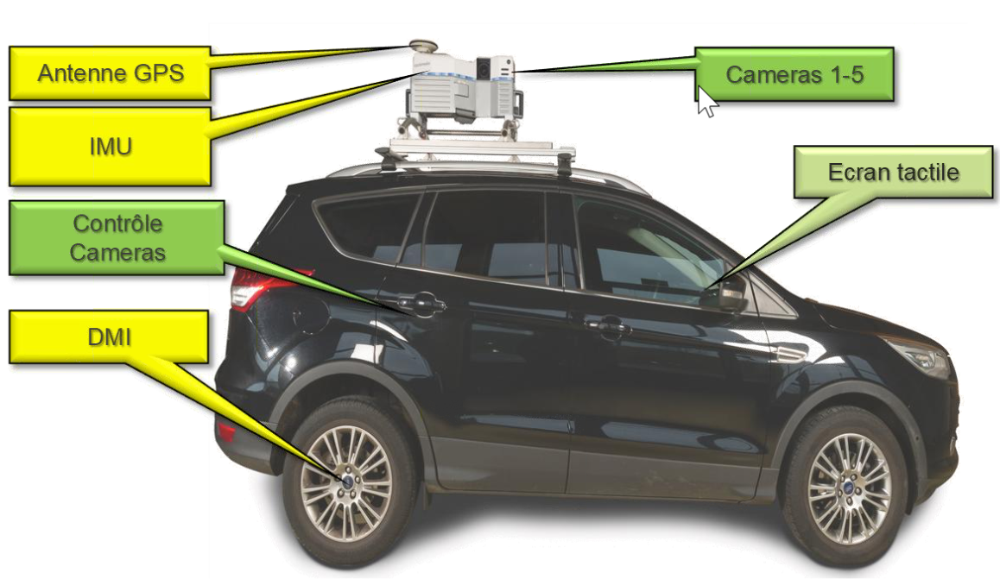 Antenne GPS
Cameras 1-5
IMU
Ecran tactile
Contrôle
Cameras
DMI